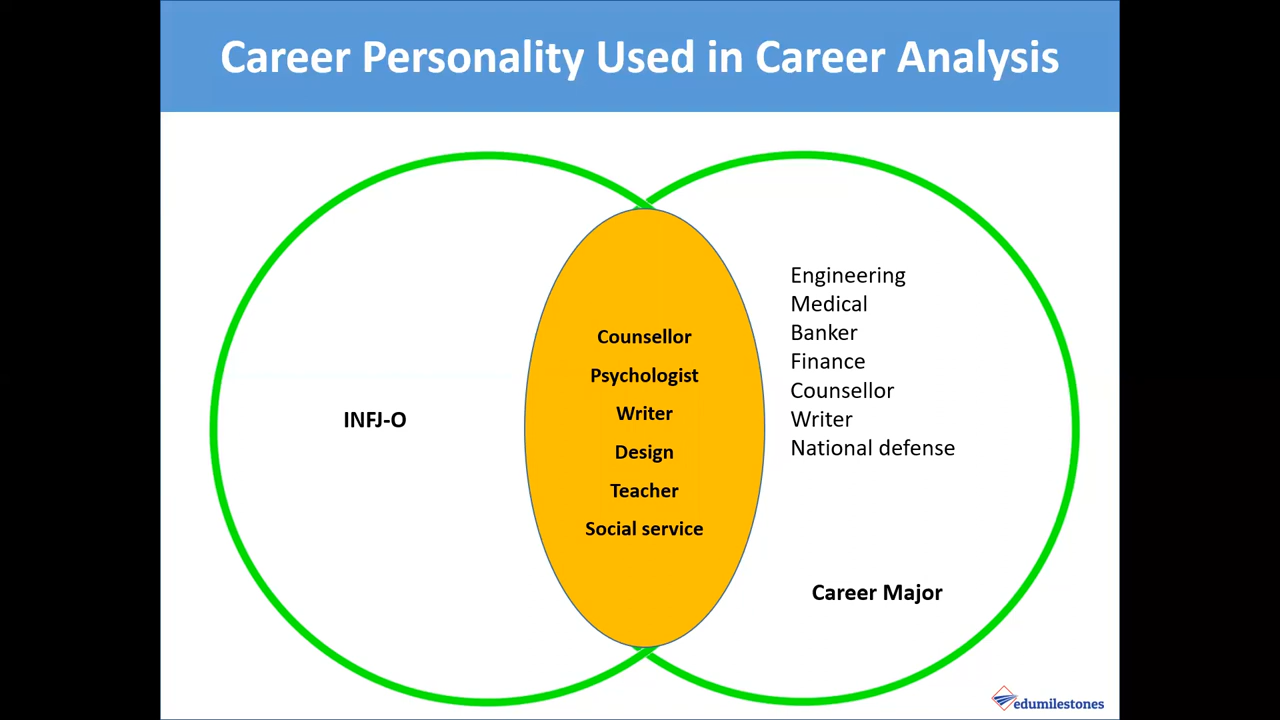 Career Personality Used in Career Analysis
INFJ-O
Counsellor
Psychologist
Writer
Design
Teacher
Social service
Engineering
Medical
Banker
Finance
Counsellor
Writer
National defense
Career Major
edumilestones